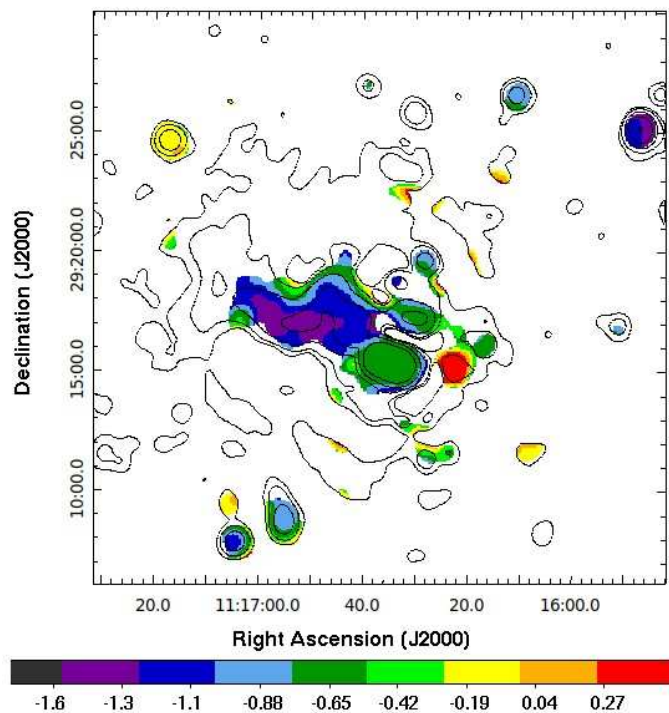 Declination (J2000)
25:00.0
29:20:00.0
15:00.0
10:00.0
20.0 11:17:00.0 40.0 20.0 16:00.0
Right Ascension (J2000)
-1.6 -1.3 -1.1 -0.88 -0.65 -0.42 -0.19 0.04 0.27